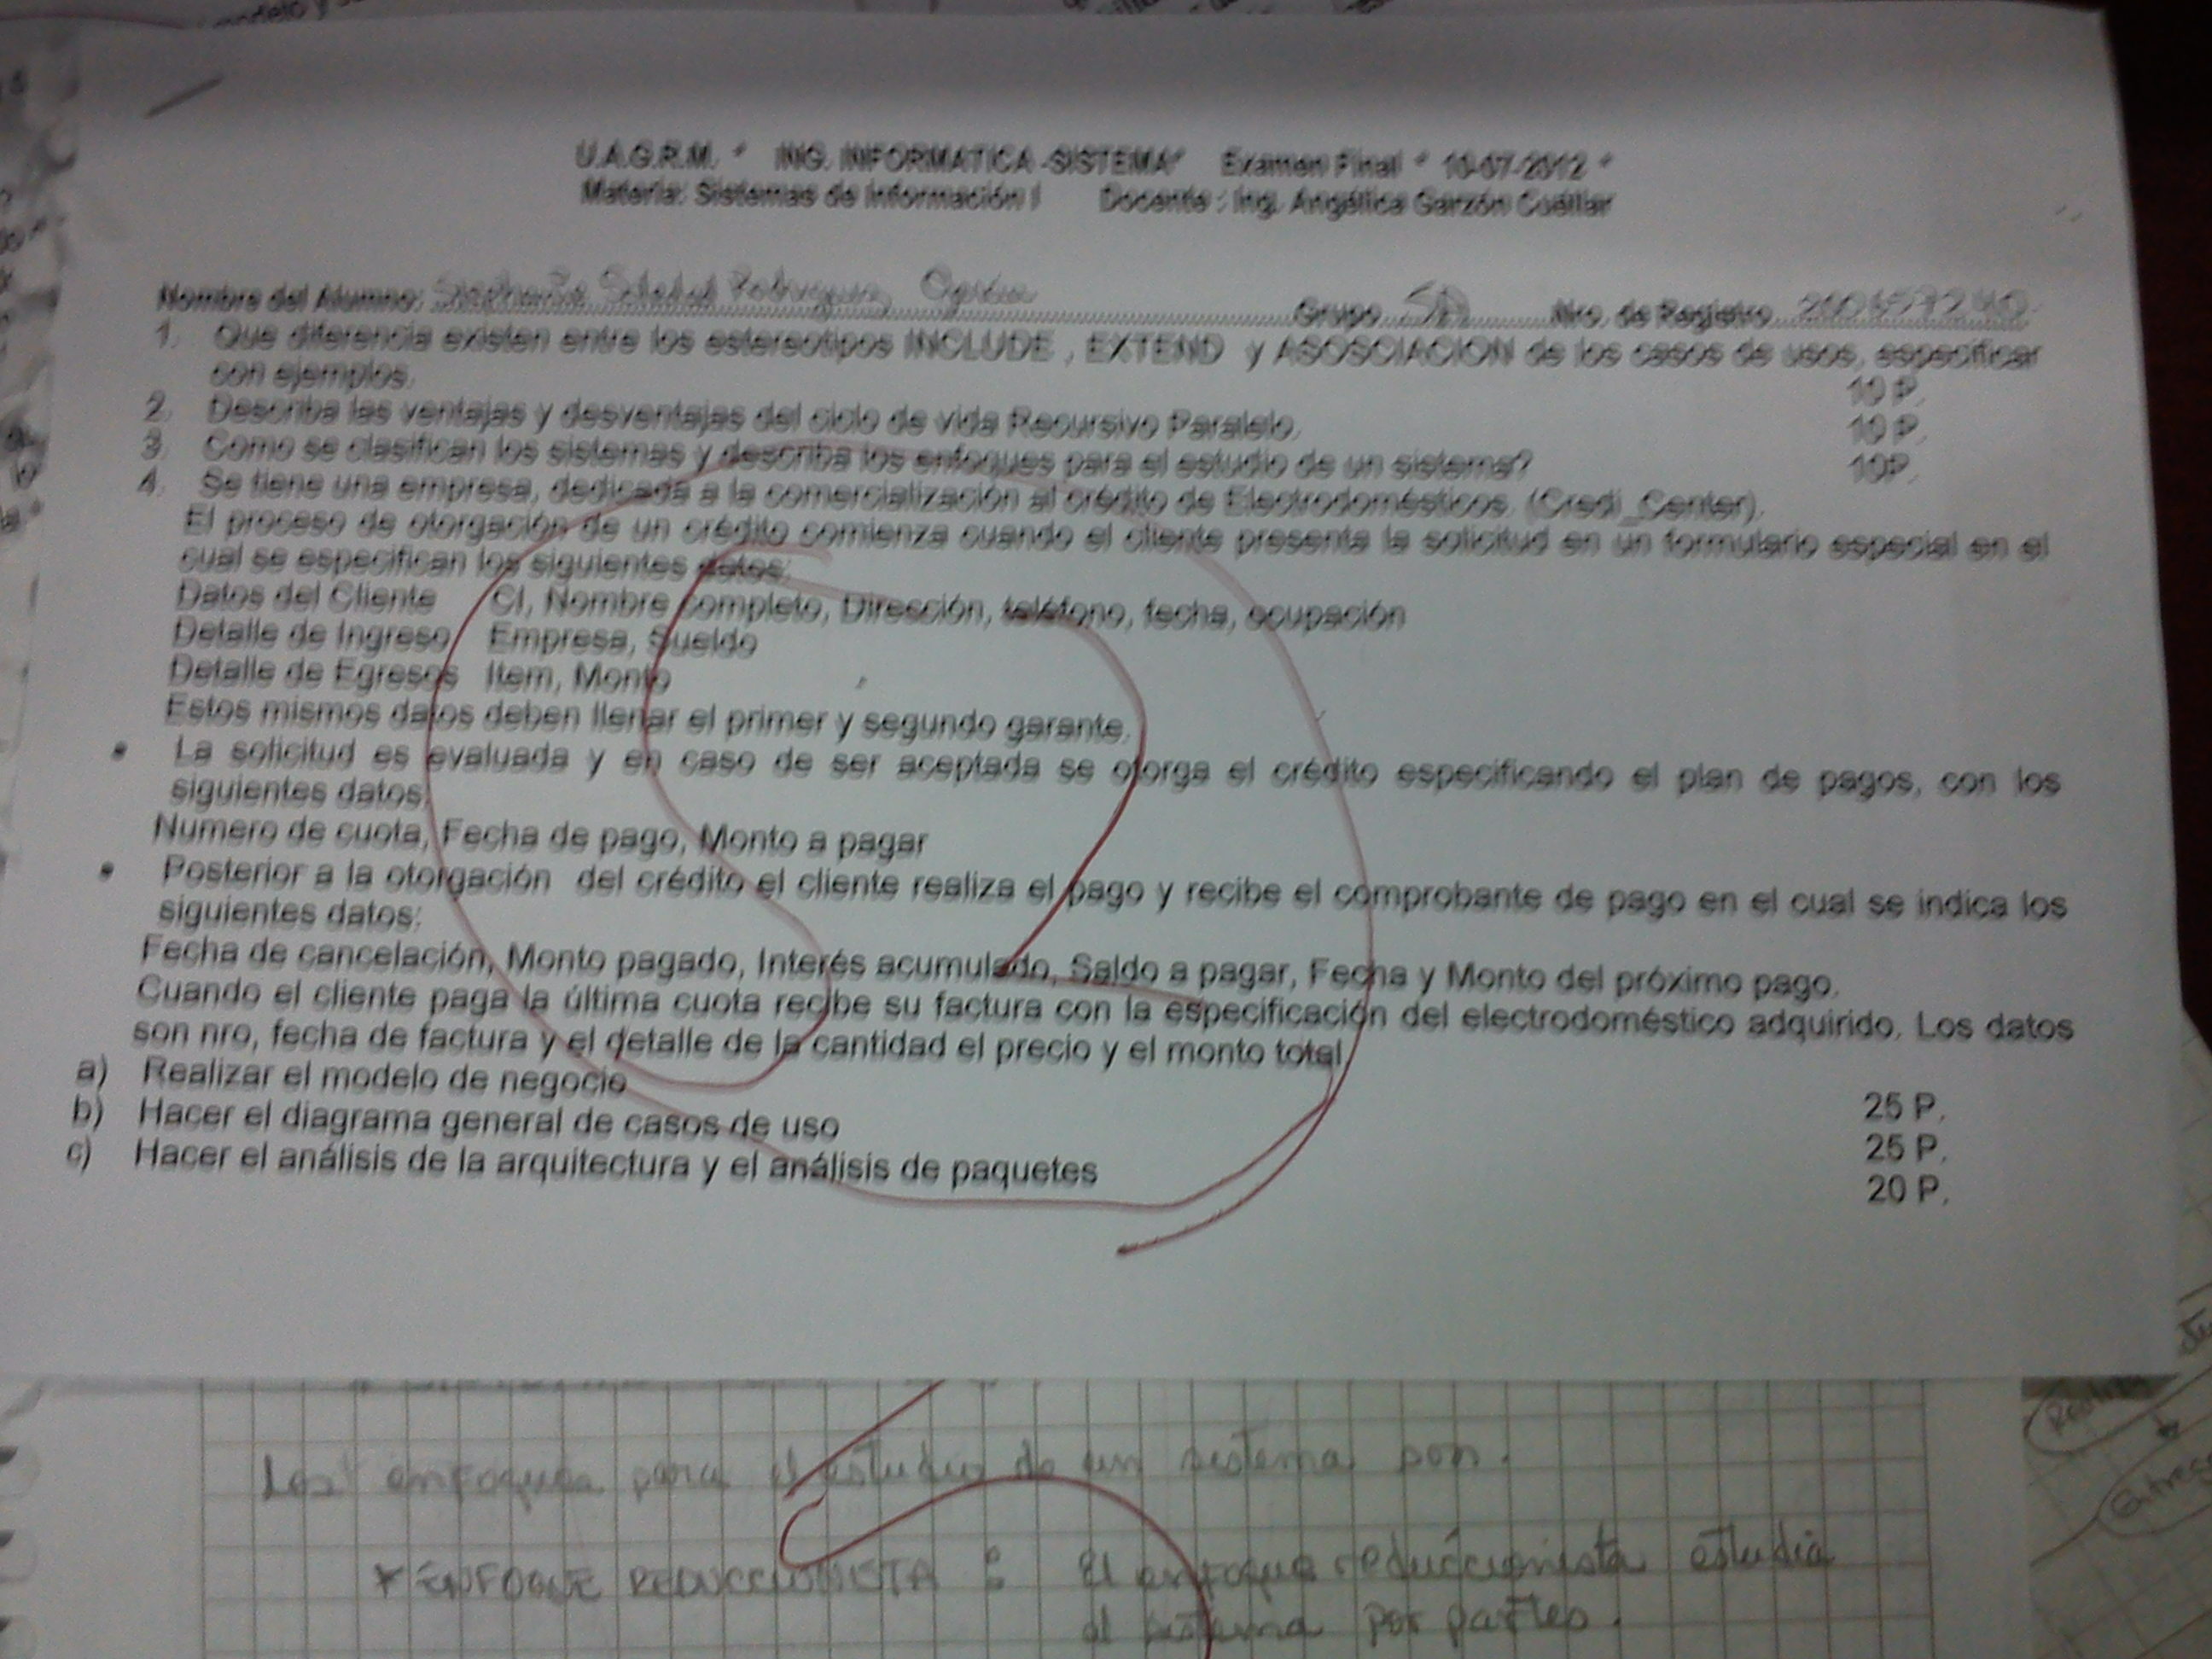 U.A.G.R.M. * ING. INFORMATICA -SISTEMA* Examen Final * 10-07-2012 *
Materia: Sistemas de Información I Docente : Ing. Angélica Garzón Cuéllar
Nombre del Alumno: Soledad Rodriguez Grupo Nro. de Registro
1. Que diferencia existen entre los estereotipos INCLUDE , EXTEND y ASOSCIACION de los casos de usos, especificar
con ejemplos. 10 P.
2. Describa las ventajas y desventajas del ciclo de vida Recursivo Paralelo. 10 P.
3. Como se clasifican los sistemas y describa los enfoques para el estudio de un sistema? 10P.
4. Se tiene una empresa, dedicada a la comercialización al crédito de Electrodomésticos. (Credi_Center).
El proceso de otorgación de un crédito comienza cuando el cliente presenta la solicitud en un formulario especial en el
cual se especifican los siguientes datos:
Datos del Cliente CI, Nombre completo, Dirección, teléfono, fecha, ocupación
Detalle de Ingreso Empresa, Sueldo
Detalle de Egresos Item, Monto
Estos mismos datos deben llenar el primer y segundo garante.
• La solicitud es evaluada y en caso de ser aceptada se otorga el crédito especificando el plan de pagos, con los
siguientes datos:
Numero de cuota, Fecha de pago, Monto a pagar
• Posterior a la otorgación del crédito el cliente realiza el pago y recibe el comprobante de pago en el cual se indica los
siguientes datos:
Fecha de cancelación, Monto pagado, Interés acumulado, Saldo a pagar, Fecha y Monto del próximo pago.
Cuando el cliente paga la última cuota recibe su factura con la especificación del electrodoméstico adquirido. Los datos
son nro, fecha de factura y el detalle de la cantidad el precio y el monto total.
a) Realizar el modelo de negocio 25 P.
b) Hacer el diagrama general de casos de uso 25 P.
c) Hacer el análisis de la arquitectura y el análisis de paquetes 20 P.
Los enfoques para el estudio de un sistema son.
* ENFOQUE REDUCCIONISTA : El enfoque reduccionista estudia
al sistema por partes.